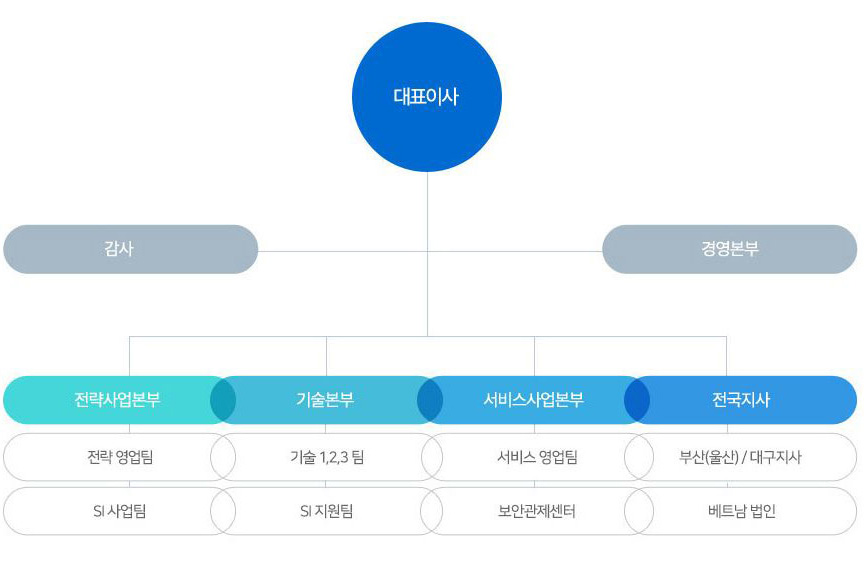 대표이사
감사
경영본부
전략사업본부
기술본부
서비스사업본부
전국지사
전략 영업팀
기술 1,2,3 팀
서비스 영업팀
부산(울산) / 대구지사
SI 사업팀
SI 지원팀
보안관제센터
베트남 법인